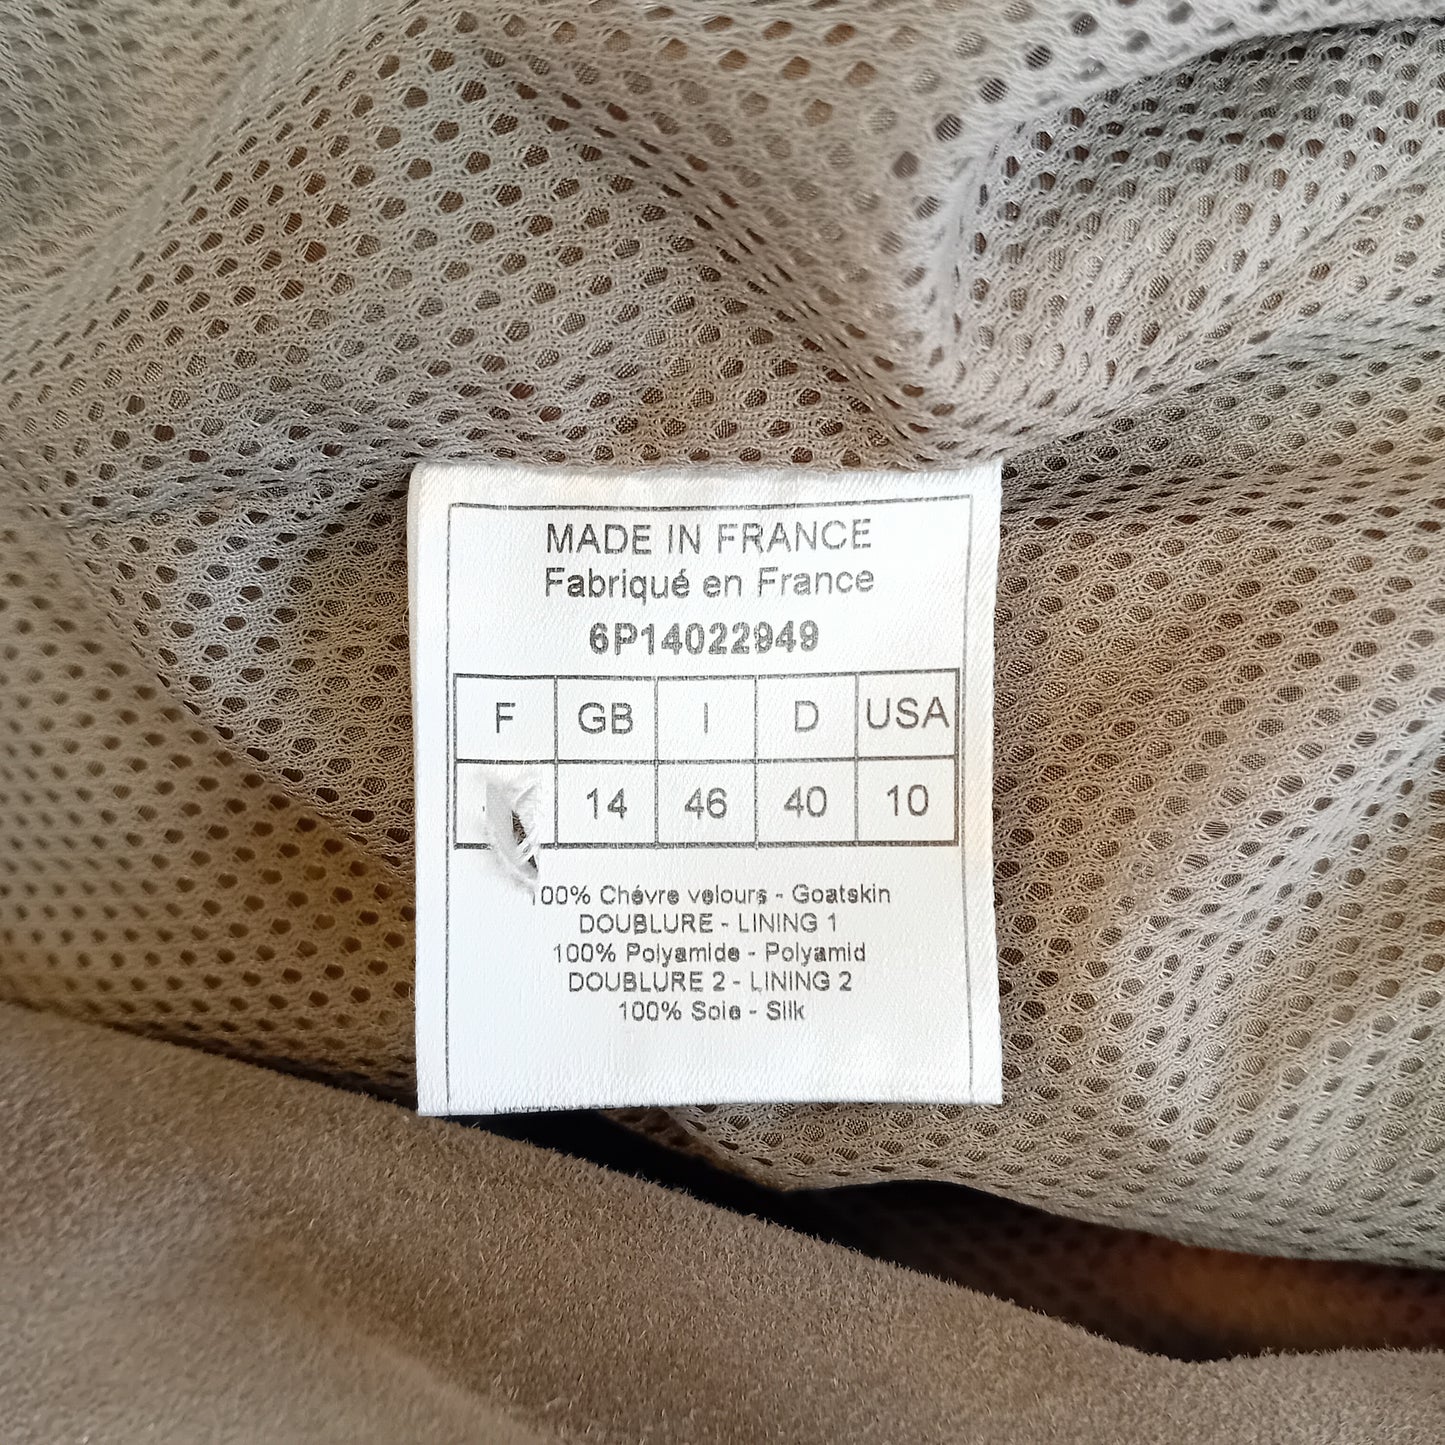 MADE IN FRANCE
Fabriqué en France
6P14022949
F GB I D USA
14 46 40 10
100% Chévre velours - Goatskin
DOUBLURE - LINING 1
100% Polyamide - Polyamid
DOUBLURE 2 - LINING 2
100% Soie - Silk